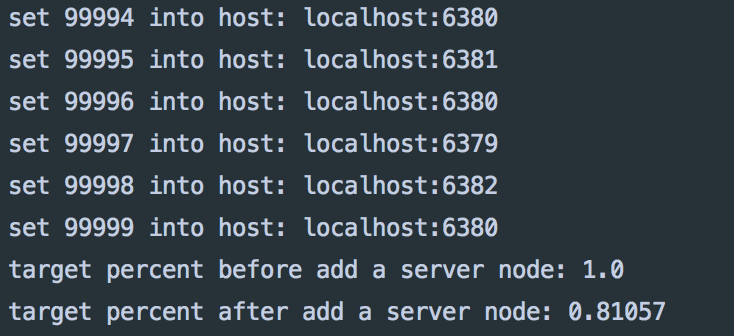 set 99994 into host: localhost:6380
set 99995 into host: localhost:6381
set 99996 into host: localhost:6380
set 99997 into host: localhost:6379
set 99998 into host: localhost:6382
set 99999 into host: localhost:6380
target percent before add a server node: 1.0
target percent after add a server node: 0.81057